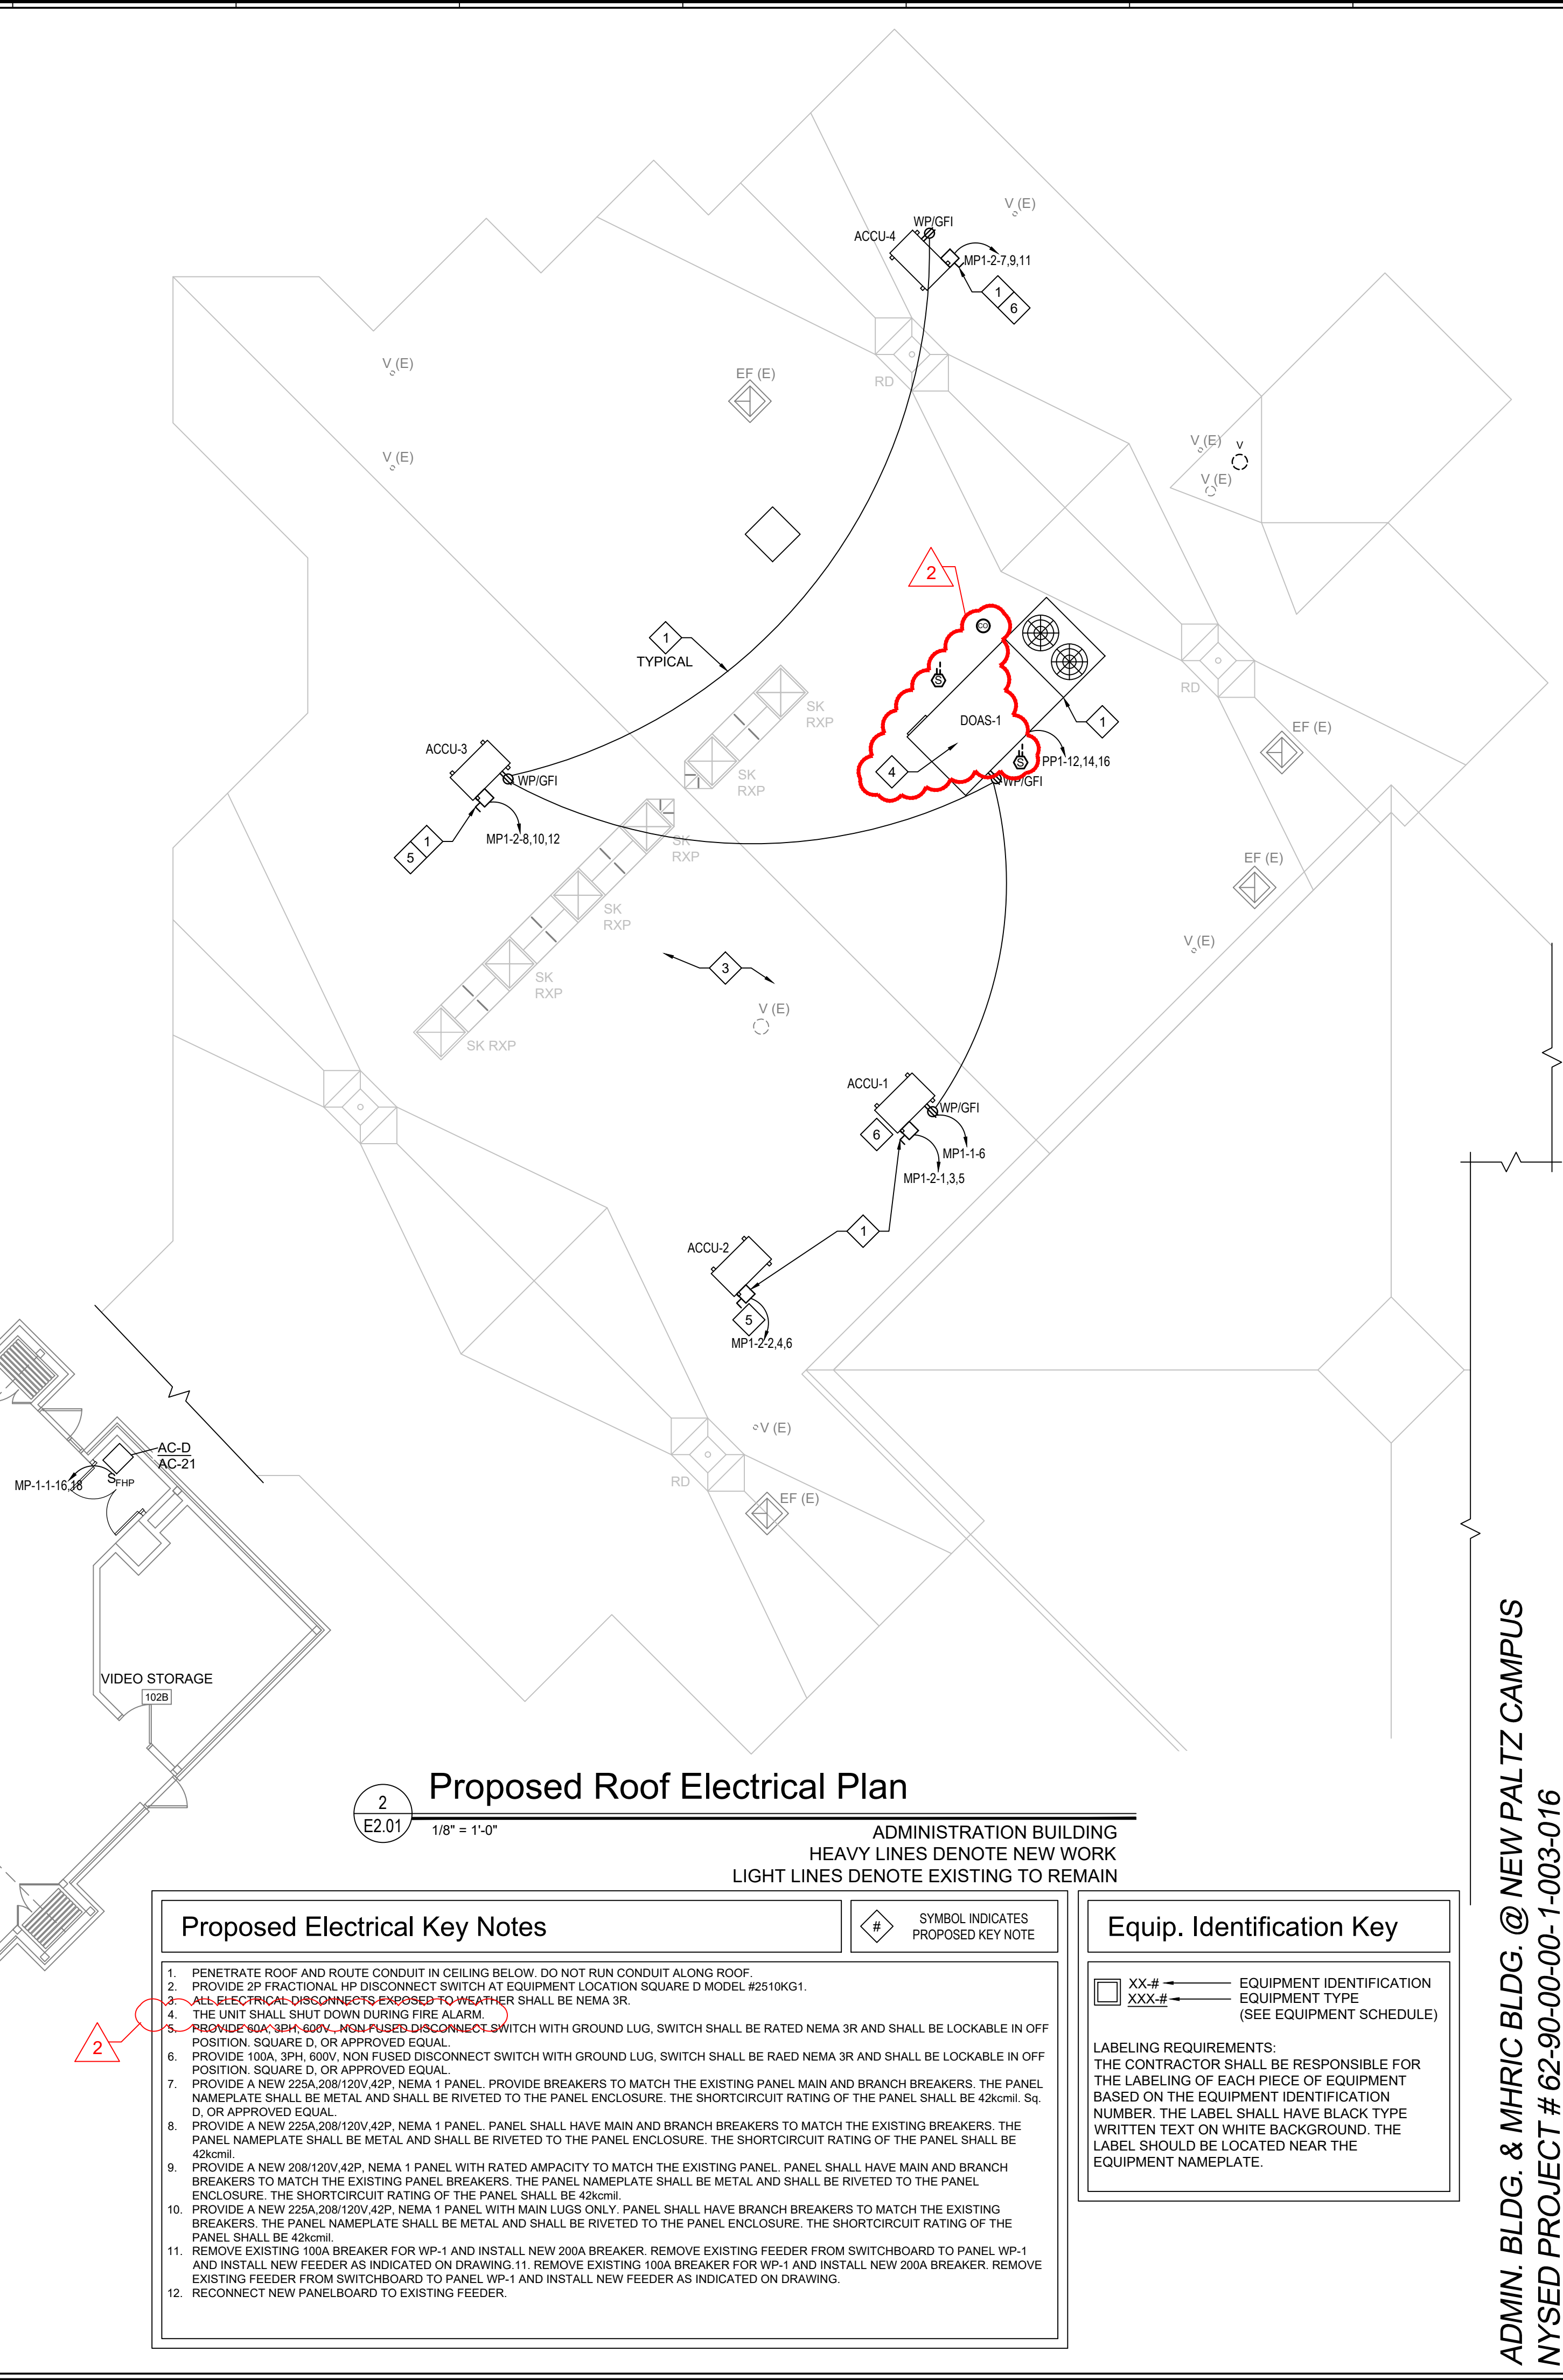 V (E)
WP/GFI
ACCU-4
MP1-2-7,9,11
1
6
V (E)
EF (E)
RD
V (E)
V (E)
V
V (E)
2
CO
1
TYPICAL
S
RD
SK
RXP
DOAS-1
1
EF (E)
ACCU-3
WP/GFI
SK
RXP
4
S
PP1-12,14,16
WP/GFI
MP1-2-8,10,12
1
5
SK
RXP
EF (E)
SK
RXP
V (E)
3
SK
RXP
V (E)
SK RXP
ACCU-1
WP/GFI
6
MP1-1-6
MP1-2-1,3,5
1
ACCU-2
5
MP1-2-2,4,6
V (E)
AC-D
AC-21
MP-1-1-16,18
SFHP
RD
EF (E)
VIDEO STORAGE
102B
2
E2.01
Proposed Roof Electrical Plan
1/8" = 1'-0"
ADMINISTRATION BUILDING
HEAVY LINES DENOTE NEW WORK
LIGHT LINES DENOTE EXISTING TO REMAIN
Proposed Electrical Key Notes
#
SYMBOL INDICATES
PROPOSED KEY NOTE
1. PENETRATE ROOF AND ROUTE CONDUIT IN CEILING BELOW. DO NOT RUN CONDUIT ALONG ROOF.
2. PROVIDE 2P FRACTIONAL HP DISCONNECT SWITCH AT EQUIPMENT LOCATION SQUARE D MODEL #2510KG1.
3. ALL ELECTRICAL DISCONNECTS EXPOSED TO WEATHER SHALL BE NEMA 3R.
4. THE UNIT SHALL SHUT DOWN DURING FIRE ALARM.
2
5. PROVIDE 60A, 3PH, 600V , NON FUSED DISCONNECT SWITCH WITH GROUND LUG, SWITCH SHALL BE RATED NEMA 3R AND SHALL BE LOCKABLE IN OFF
POSITION. SQUARE D, OR APPROVED EQUAL.
6. PROVIDE 100A, 3PH, 600V, NON FUSED DISCONNECT SWITCH WITH GROUND LUG, SWITCH SHALL BE RAED NEMA 3R AND SHALL BE LOCKABLE IN OFF
POSITION. SQUARE D, OR APPROVED EQUAL.
7. PROVIDE A NEW 225A,208/120V,42P, NEMA 1 PANEL. PROVIDE BREAKERS TO MATCH THE EXISTING PANEL MAIN AND BRANCH BREAKERS. THE PANEL
NAMEPLATE SHALL BE METAL AND SHALL BE RIVETED TO THE PANEL ENCLOSURE. THE SHORTCIRCUIT RATING OF THE PANEL SHALL BE 42kcmil. Sq.
D, OR APPROVED EQUAL.
8. PROVIDE A NEW 225A,208/120V,42P, NEMA 1 PANEL. PANEL SHALL HAVE MAIN AND BRANCH BREAKERS TO MATCH THE EXISTING BREAKERS. THE
PANEL NAMEPLATE SHALL BE METAL AND SHALL BE RIVETED TO THE PANEL ENCLOSURE. THE SHORTCIRCUIT RATING OF THE PANEL SHALL BE
42kcmil.
9. PROVIDE A NEW 208/120V,42P, NEMA 1 PANEL WITH RATED AMPACITY TO MATCH THE EXISTING PANEL. PANEL SHALL HAVE MAIN AND BRANCH
BREAKERS TO MATCH THE EXISTING PANEL BREAKERS. THE PANEL NAMEPLATE SHALL BE METAL AND SHALL BE RIVETED TO THE PANEL
ENCLOSURE. THE SHORTCIRCUIT RATING OF THE PANEL SHALL BE 42kcmil.
10. PROVIDE A NEW 225A,208/120V,42P, NEMA 1 PANEL WITH MAIN LUGS ONLY. PANEL SHALL HAVE BRANCH BREAKERS TO MATCH THE EXISTING
BREAKERS. THE PANEL NAMEPLATE SHALL BE METAL AND SHALL BE RIVETED TO THE PANEL ENCLOSURE. THE SHORTCIRCUIT RATING OF THE
PANEL SHALL BE 42kcmil.
11. REMOVE EXISTING 100A BREAKER FOR WP-1 AND INSTALL NEW 200A BREAKER. REMOVE EXISTING FEEDER FROM SWITCHBOARD TO PANEL WP-1
AND INSTALL NEW FEEDER AS INDICATED ON DRAWING.11. REMOVE EXISTING 100A BREAKER FOR WP-1 AND INSTALL NEW 200A BREAKER. REMOVE
EXISTING FEEDER FROM SWITCHBOARD TO PANEL WP-1 AND INSTALL NEW FEEDER AS INDICATED ON DRAWING.
12. RECONNECT NEW PANELBOARD TO EXISTING FEEDER.
Equip. Identification Key
XX-# EQUIPMENT IDENTIFICATION
XXX-# EQUIPMENT TYPE
(SEE EQUIPMENT SCHEDULE)
LABELING REQUIREMENTS:
THE CONTRACTOR SHALL BE RESPONSIBLE FOR
THE LABELING OF EACH PIECE OF EQUIPMENT
BASED ON THE EQUIPMENT IDENTIFICATION
NUMBER. THE LABEL SHALL HAVE BLACK TYPE
WRITTEN TEXT ON WHITE BACKGROUND. THE
LABEL SHOULD BE LOCATED NEAR THE
EQUIPMENT NAMEPLATE.
ADMIN. BLDG. & MHRIC BLDG. @ NEW PALTZ CAMPUS
NYSED PROJECT # 62-90-00-00- 1-003-016